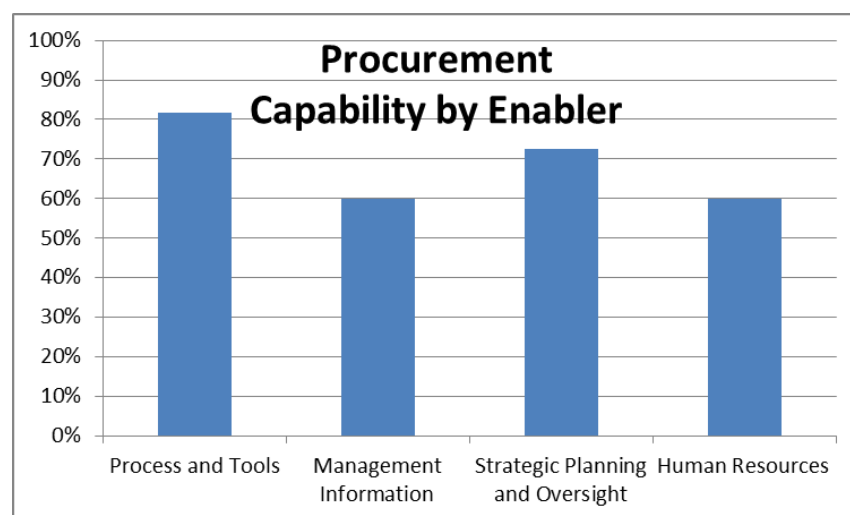 Procurement
Capability by Enabler
100%
90%
80%
70%
60%
50%
40%
30%
20%
10%
0%
Process and Tools
Management
Information
Strategic Planning
and Oversight
Human Resources